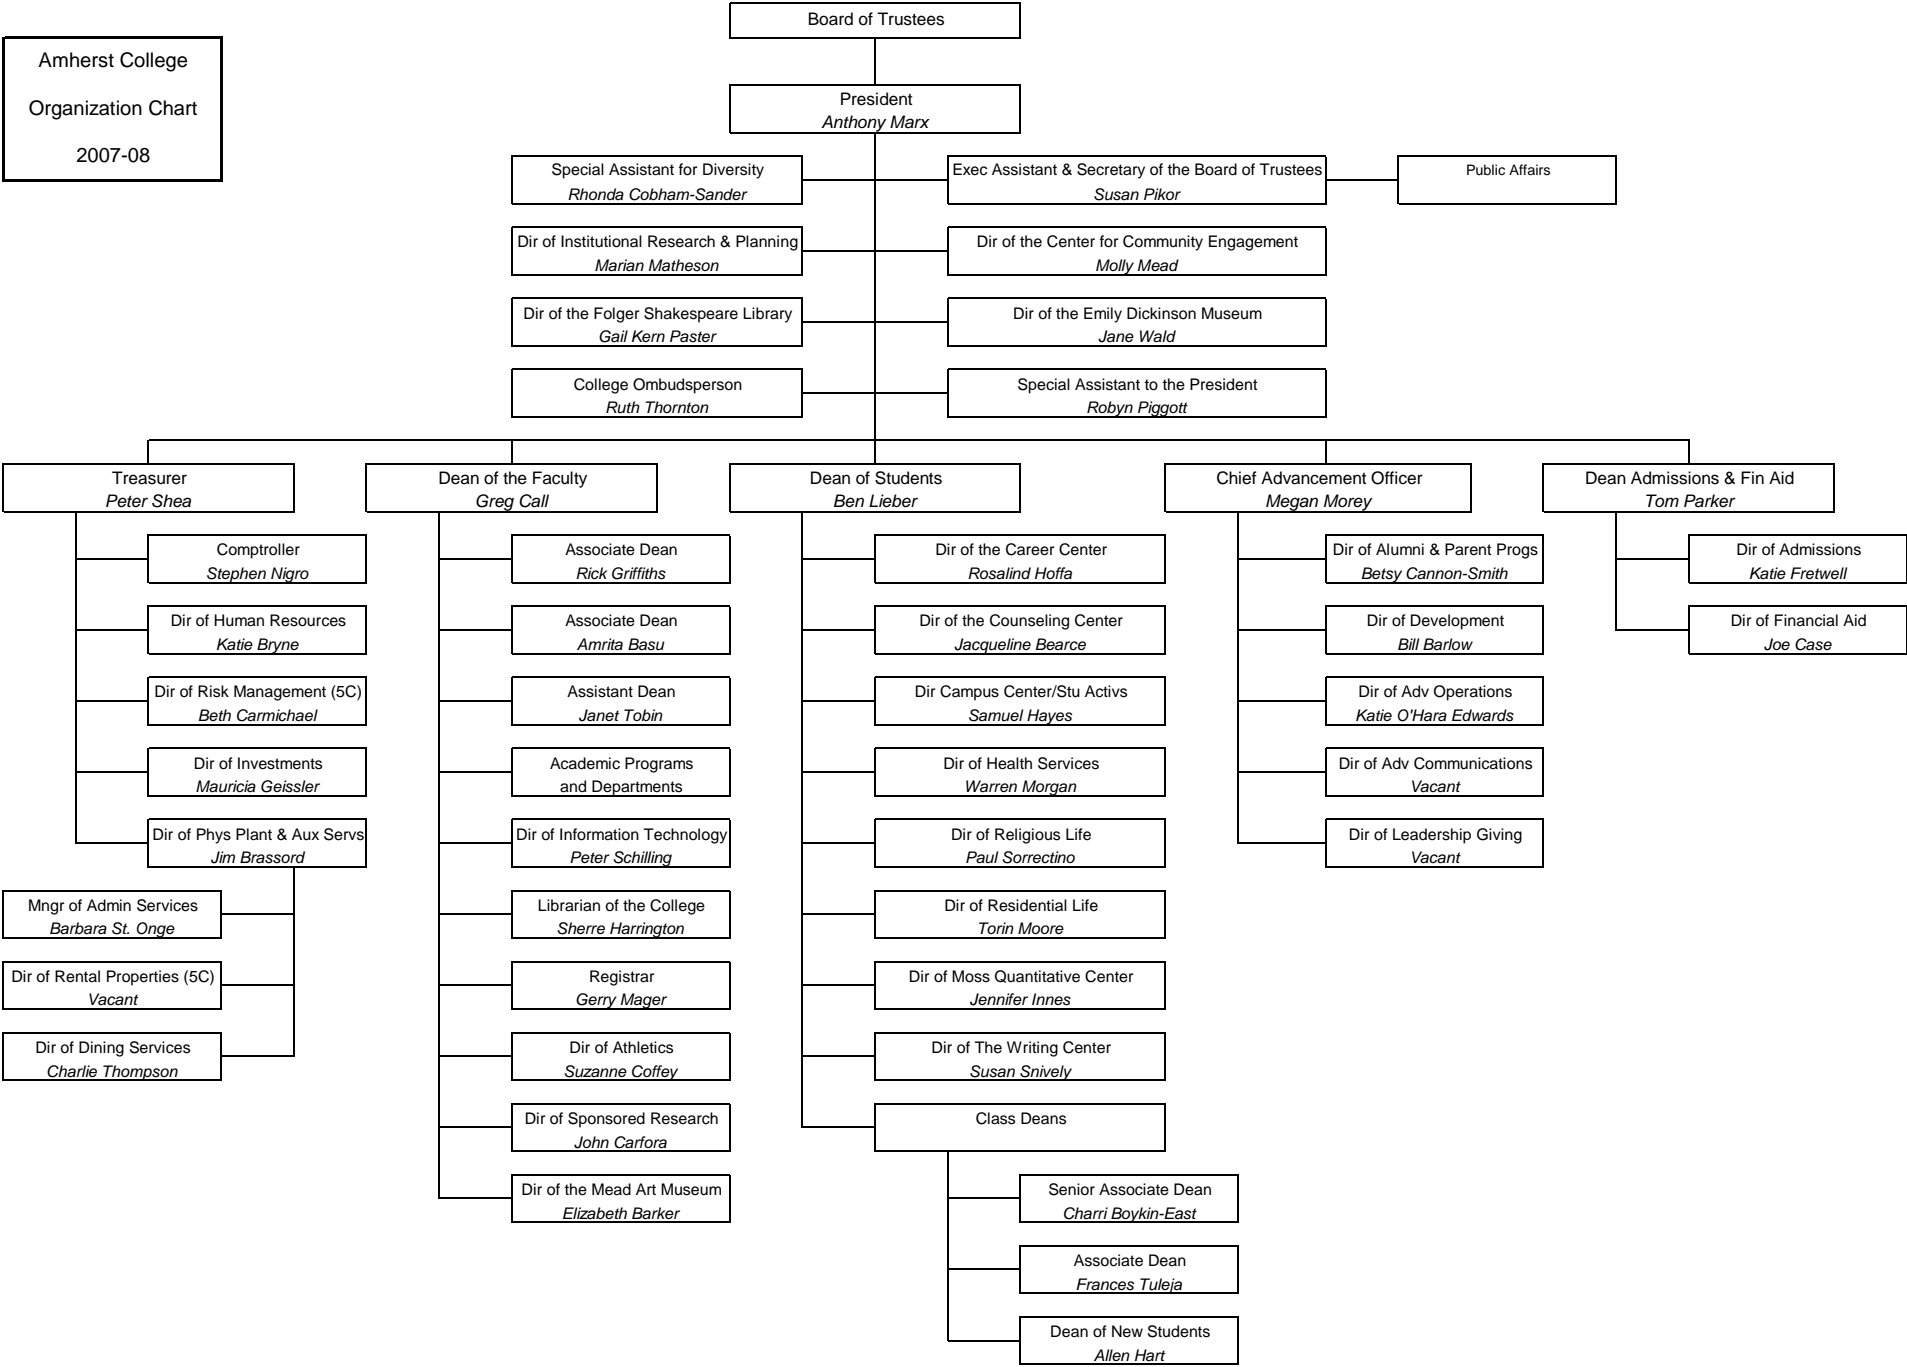 Board of Trustees
Amherst College
Organization Chart
2007-08
President
Anthony Marx
Special Assistant for Diversity
Rhonda Cobham-Sander
Exec Assistant & Secretary of the Board of Trustees
Susan Pikor
Public Affairs
Dir of Institutional Research & Planning
Marian Matheson
Dir of the Center for Community Engagement
Molly Mead
Dir of the Folger Shakespeare Library
Gail Kern Paster
Dir of the Emily Dickinson Museum
Jane Wald
College Ombudsperson
Ruth Thornton
Special Assistant to the President
Robyn Piggott
Treasurer
Peter Shea
Comptroller
Stephen Nigro
Dir of Human Resources
Katie Bryne
Dir of Risk Management (5C)
Beth Carmichael
Dir of Investments
Mauricia Geissler
Dir of Phys Plant & Aux Servs
Jim Brassord
Mngr of Admin Services
Barbara St. Onge
Dir of Rental Properties (5C)
Vacant
Dir of Dining Services
Charlie Thompson
Dean of the Faculty
Greg Call
Associate Dean
Rick Griffiths
Associate Dean
Amrita Basu
Assistant Dean
Janet Tobin
Academic Programs
and Departments
Dir of Information Technology
Peter Schilling
Librarian of the College
Sherre Harrington
Registrar
Gerry Mager
Dir of Athletics
Suzanne Coffey
Dir of Sponsored Research
John Carfora
Dir of the Mead Art Museum
Elizabeth Barker
Dean of Students
Ben Lieber
Dir of the Career Center
Rosalind Hoffa
Dir of the Counseling Center
Jacqueline Bearce
Dir Campus Center/Stu Activs
Samuel Hayes
Dir of Health Services
Warren Morgan
Dir of Religious Life
Paul Sorrectino
Dir of Residential Life
Torin Moore
Dir of Moss Quantitative Center
Jennifer Innes
Dir of The Writing Center
Susan Snively
Class Deans
Senior Associate Dean
Charri Boykin-East
Associate Dean
Frances Tuleja
Dean of New Students
Allen Hart
Chief Advancement Officer
Megan Morey
Dir of Alumni & Parent Progs
Betsy Cannon-Smith
Dir of Development
Bill Barlow
Dir of Adv Operations
Katie O'Hara Edwards
Dir of Adv Communications
Vacant
Dir of Leadership Giving
Vacant
Dean Admissions & Fin Aid
Tom Parker
Dir of Admissions
Katie Fretwell
Dir of Financial Aid
Joe Case